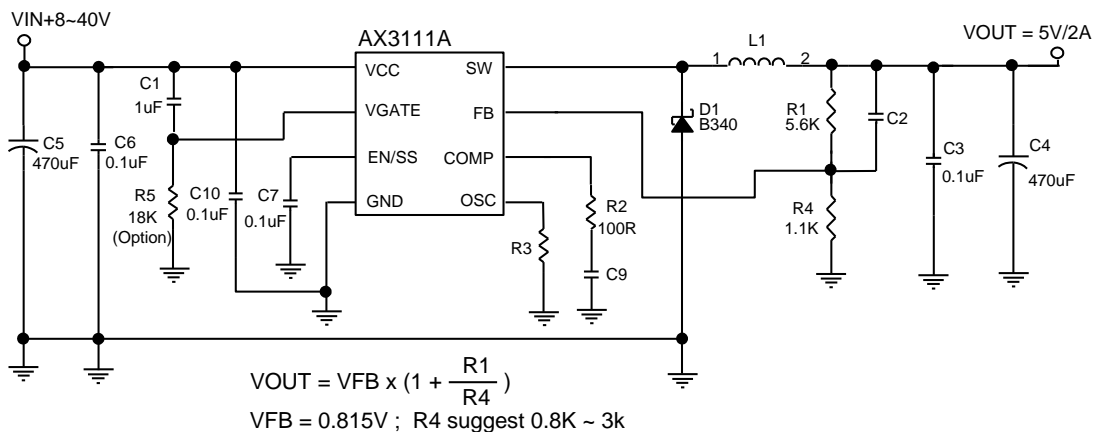 VIN+8~40V
VOUT = 5V/2A
AX3111A
L1
1
2
VCC
SW
C1
1uF
VGATE
FB
D1
B340
R1
5.6K
C2
C5
470uF
C6
0.1uF
EN/SS
COMP
C3
0.1uF
C4
470uF
R5
18K
(Option)
C10
0.1uF
C7
0.1uF
GND
OSC
R2
100R
R4
1.1K
R3
C9
VOUT = VFB x (1 + R1/R4 )
VFB = 0.815V ; R4 suggest 0.8K ~ 3k